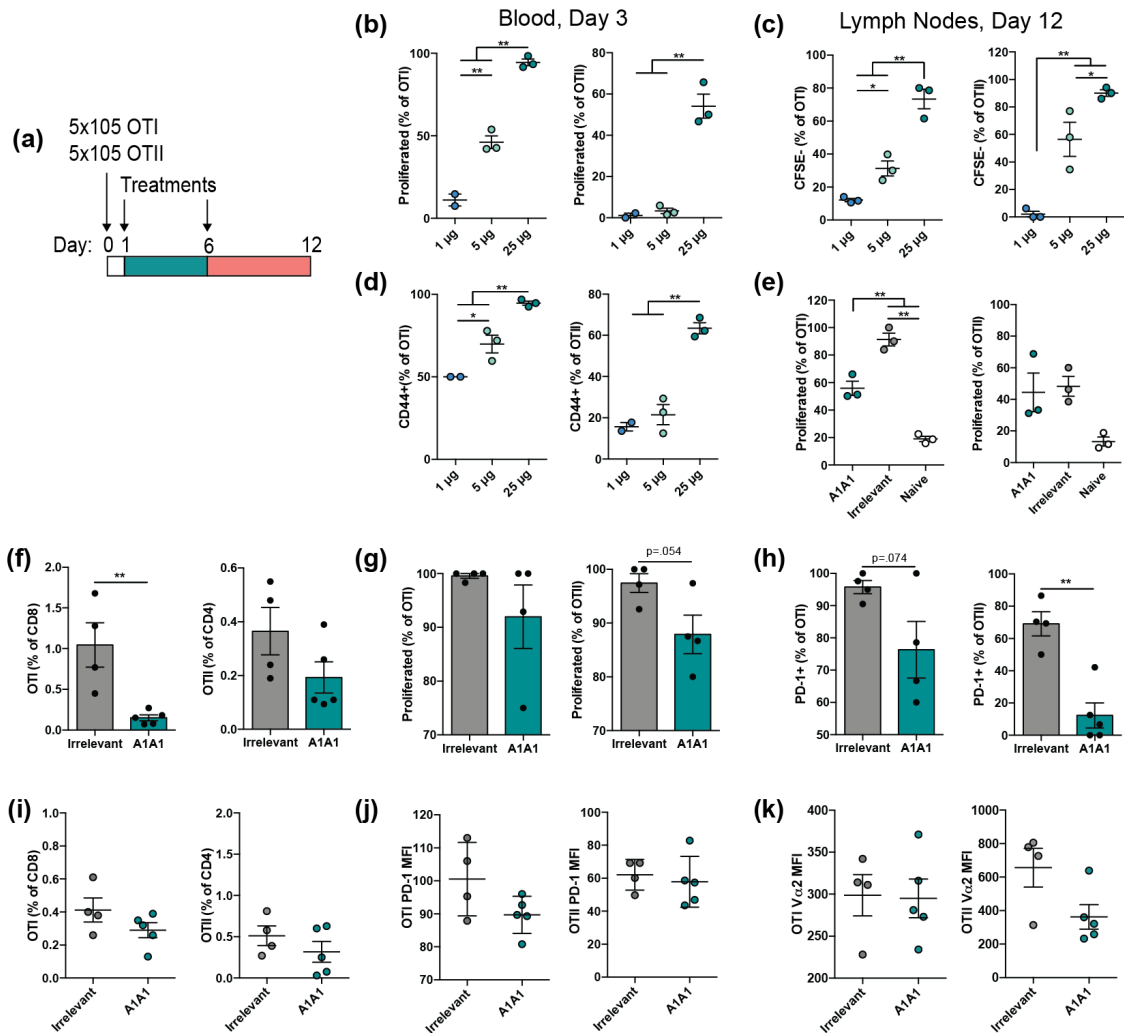 Blood, Day 3
Lymph Nodes, Day 12
(a)
5x105 OTI
5x105 OTII
Treatments
Day: 0 1 6 12
(b)
Proliferated (% of OTI)
100
50
0
**
**
1 µg
5 µg
25 µg
Proliferated (% of OTII)
80
60
40
20
0
**
1 µg
5 µg
25 µg
(c)
CFSE- (% of OTI)
100
80
60
40
20
0
**
*
1 µg
5 µg
25 µg
CFSE- (% of OTII)
120
100
80
60
40
20
0
**
*
1 µg
5 µg
25 µg
(d)
CD44+(% of OTI)
100
50
0
**
*
1 µg
5 µg
25 µg
CD44+ (% of OTII)
80
60
40
20
0
**
1 µg
5 µg
25 µg
(e)
Proliferated (% of OTI)
120
100
80
60
40
20
0
**
**
A1A1
Irrelevant
Naive
Proliferated (% of OTII)
120
100
80
60
40
20
0
A1A1
Irrelevant
Naive
(f)
OTI (% of CD8)
2.0
1.5
1.0
0.5
0.0
**
Irrelevant
A1A1
OTII (% of CD4)
0.6
0.4
0.2
0.0
Irrelevant
A1A1
(g)
Proliferated (% of OTI)
100
90
80
70
Irrelevant
A1A1
Proliferated (% of OTII)
100
90
80
70
p=.054
Irrelevant
A1A1
(h)
PD-1+ (% of OTI)
100
90
80
70
60
50
p=.074
Irrelevant
A1A1
PD-1+ (% of OTII)
100
80
60
40
20
0
**
Irrelevant
A1A1
(i)
OTI (% of CD8)
1.0
0.8
0.6
0.4
0.2
0.0
Irrelevant
A1A1
OTII (% of CD4)
2.0
1.5
1.0
0.5
0.0
Irrelevant
A1A1
(j)
OTI PD-1 MFI
120
110
100
90
80
70
Irrelevant
A1A1
OTII PD-1 MFI
100
80
60
40
20
0
Irrelevant
A1A1
(k)
OTI Vα2 MFI
400
350
300
250
200
Irrelevant
A1A1
OTII Vα2 MFI
1000
800
600
400
200
0
Irrelevant
A1A1